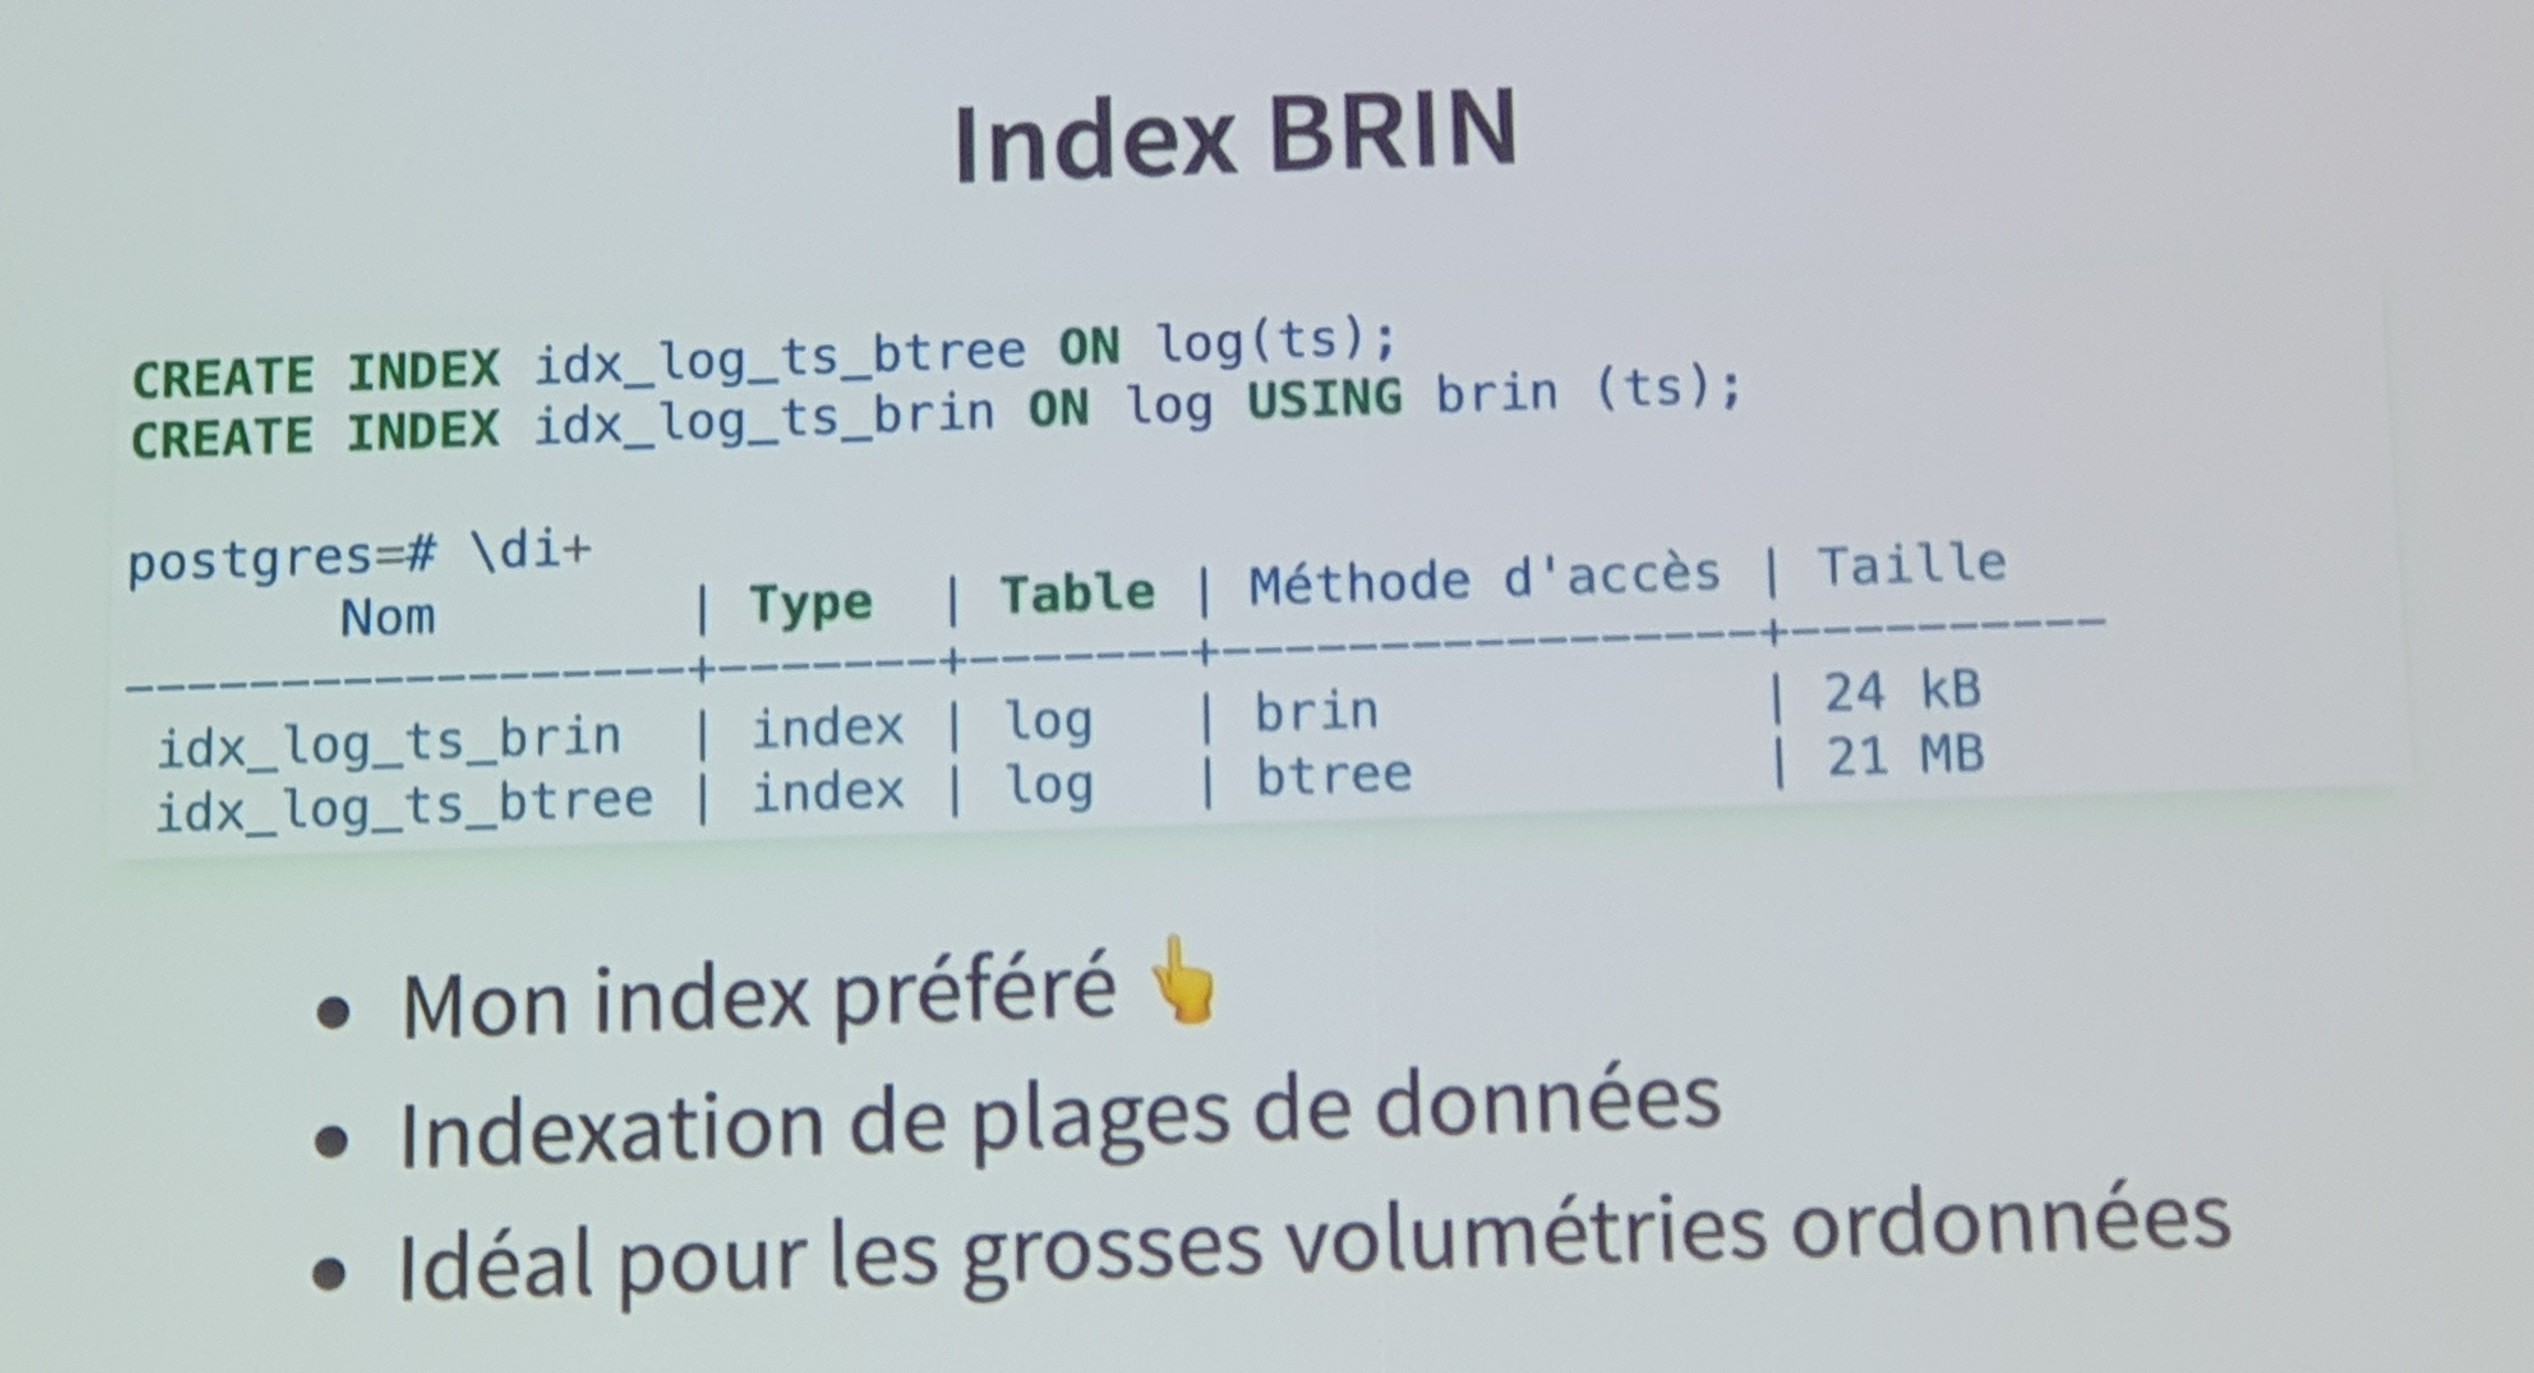 Index BRIN
CREATE INDEX idx_log_ts_btree ON log(ts);
CREATE INDEX idx_log_ts_brin ON log USING brin (ts);
postgres=# \di+
Nom | Type | Table | Méthode d'accès | Taille
------------------+-------+-------+-----------------+----------
idx_log_ts_brin | index | log | brin | 24 kB
idx_log_ts_btree | index | log | btree | 21 MB
• Mon index préféré 👆
• Indexation de plages de données
• Idéal pour les grosses volumétries ordonnées